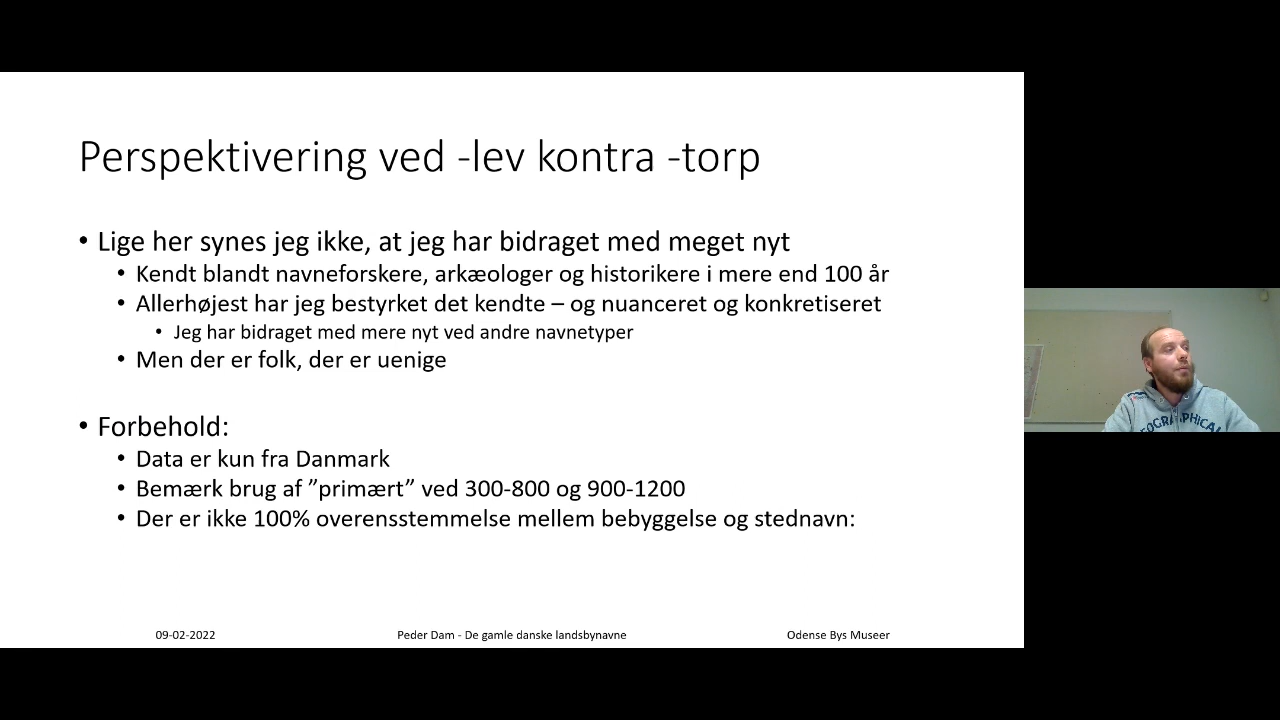 Perspektivering ved -lev kontra -torp
• Lige her synes jeg ikke, at jeg har bidraget med meget nyt
• Kendt blandt navneforskere, arkæologer og historikere i mere end 100 år
• Allerhøjest har jeg bestyrket det kendte – og nuanceret og konkretiseret
• Jeg har bidraget med mere nyt ved andre navnetyper
• Men der er folk, der er uenige
• Forbehold:
• Data er kun fra Danmark
• Bemærk brug af ”primært” ved 300-800 og 900-1200
• Der er ikke 100% overensstemmelse mellem bebyggelse og stednavn:
09-02-2022
Peder Dam - De gamle danske landsbynavne
Odense Bys Museer